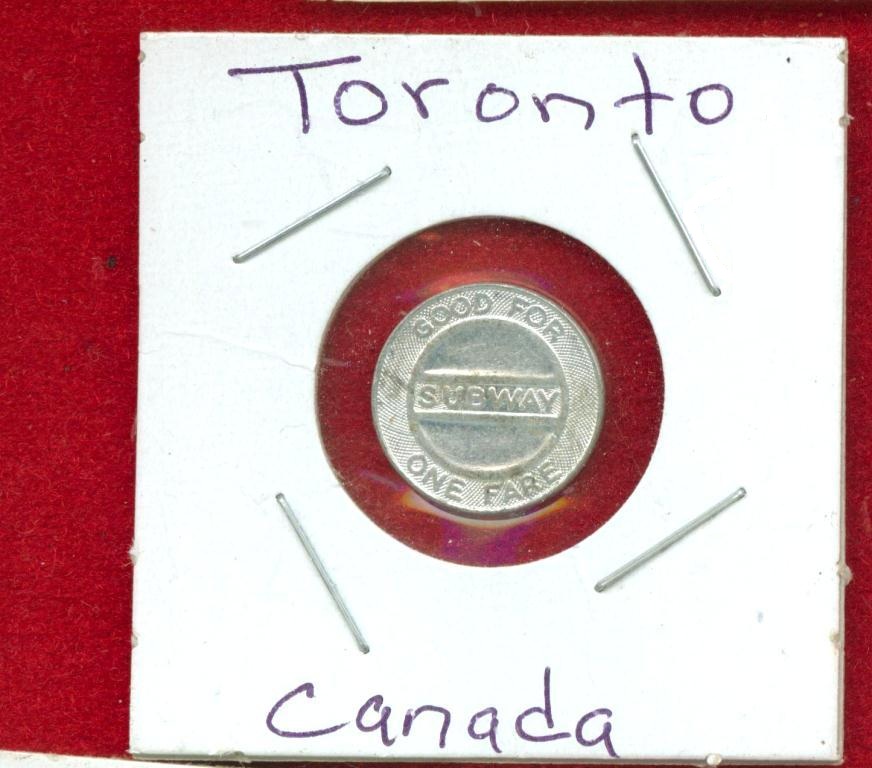 Toronto
GOOD FOR
SUBWAY
ONE FARE
Canada